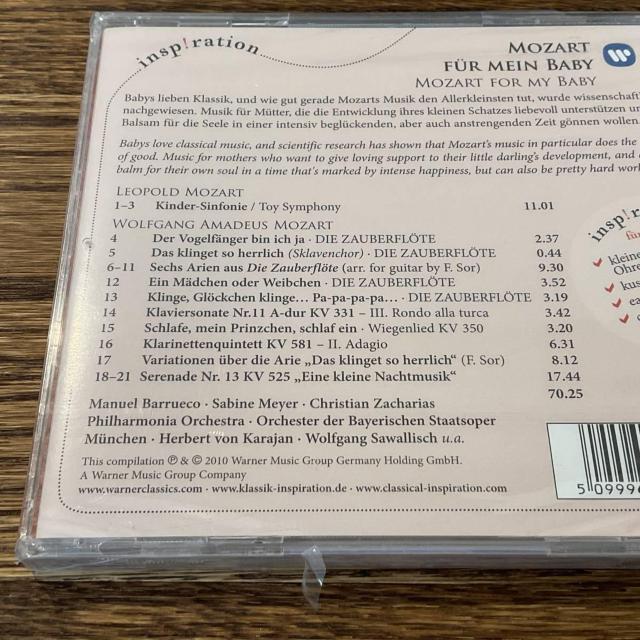 insp!ration
MOZART
FÜR MEIN BABY
MOZART FOR MY BABY
Babys lieben Klassik, und wie gut gerade Mozarts Musik den Allerkleinsten tut, wurde wissenschaftl
nachgewiesen. Musik für Mütter, die die Entwicklung ihres kleinen Schatzes liebevoll unterstützen un
Balsam für die Seele in einer intensiv beglückenden, aber auch anstrengenden Zeit gönnen wollen.
Babys love classical music, and scientific research has shown that Mozart's music in particular does the
of good. Music for mothers who want to give loving support to their little darling's development, and
balm for their own soul in a time that's marked by intense happiness, but can also be pretty hard work
LEOPOLD MOZART
1–3 Kinder-Sinfonie / Toy Symphony 11.01
WOLFGANG AMADEUS MOZART
4 Der Vogelfänger bin ich ja · DIE ZAUBERFLÖTE 2.37
5 Das klinget so herrlich (Sklavenchor) · DIE ZAUBERFLÖTE 0.44
6–11 Sechs Arien aus Die Zauberflöte (arr. for guitar by F. Sor) 9.30
12 Ein Mädchen oder Weibchen · DIE ZAUBERFLÖTE 3.52
13 Klinge, Glöckchen klinge… Pa-pa-pa-pa… · DIE ZAUBERFLÖTE 3.19
14 Klaviersonate Nr.11 A-dur KV 331 – III. Rondo alla turca 3.42
15 Schlafe, mein Prinzchen, schlaf ein · Wiegenlied KV 350 3.20
16 Klarinettenquintett KV 581 – II. Adagio 6.31
17 Variationen über die Arie „Das klinget so herrlich“ (F. Sor) 8.12
18–21 Serenade Nr. 13 KV 525 „Eine kleine Nachtmusik“ 17.44
70.25
Manuel Barrueco · Sabine Meyer · Christian Zacharias
Philharmonia Orchestra · Orchester der Bayerischen Staatsoper
München · Herbert von Karajan · Wolfgang Sawallisch u.a.
This compilation ℗ & © 2010 Warner Music Group Germany Holding GmbH.
A Warner Music Group Company
www.warnerclassics.com · www.klassik-inspiration.de · www.classical-inspiration.com
insp!r
für
kleine
Ohre
kus
ea
5 09996